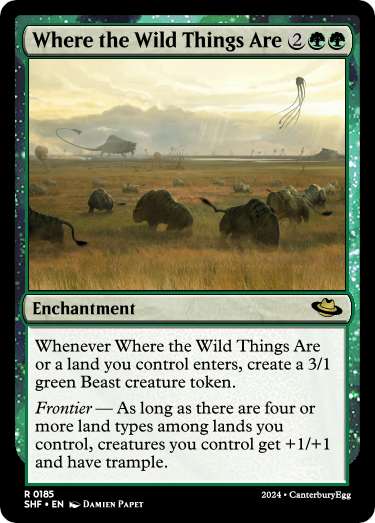 Where the Wild Things Are 2
Enchantment
Whenever Where the Wild Things Are
or a land you control enters, create a 3/1
green Beast creature token.
Frontier — As long as there are four or
more land types among lands you
control, creatures you control get +1/+1
and have trample.
R 0185
SHF • EN Damien Papet
2024 • CanterburyEgg